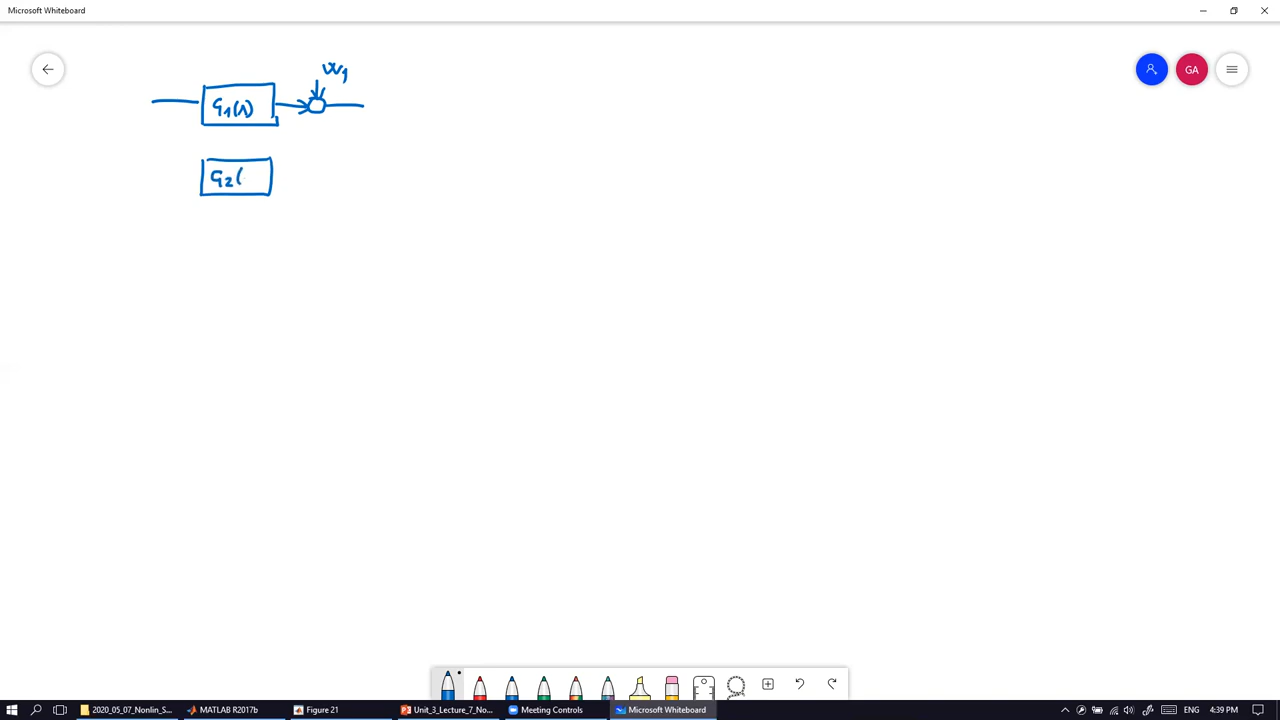 Microsoft Whiteboard
w₁
G₁(s)
GA
G₂(
2020_05_07_Nonlin_S...
MATLAB R2017b
Figure 21
Unit_3_Lecture_7_No...
Meeting Controls
Microsoft Whiteboard
ENG
4:39 PM